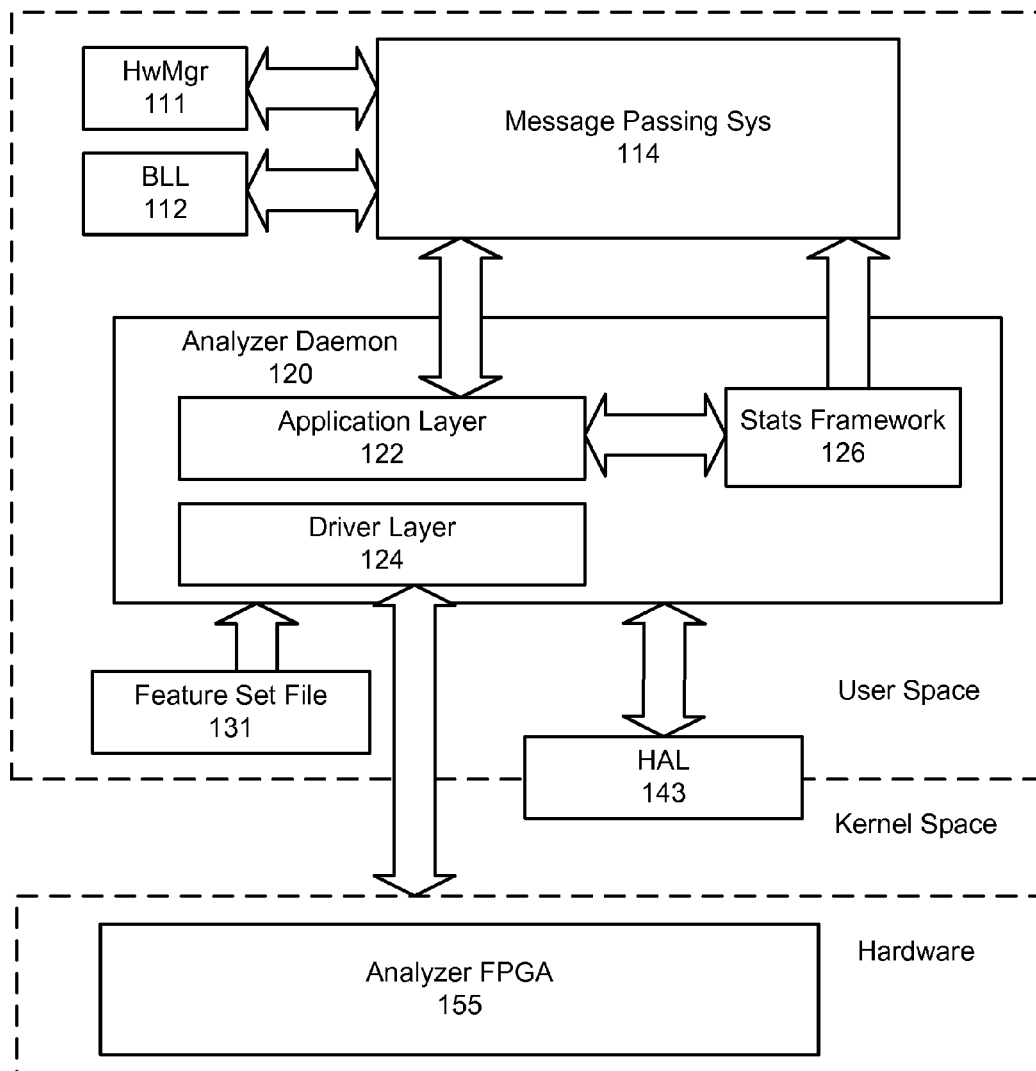 HwMgr
111
Message Passing Sys
114
BLL
112
Analyzer Daemon
120
Application Layer
122
Stats Framework
126
Driver Layer
124
Feature Set File
131
User Space
HAL
143
Kernel Space
Hardware
Analyzer FPGA
155